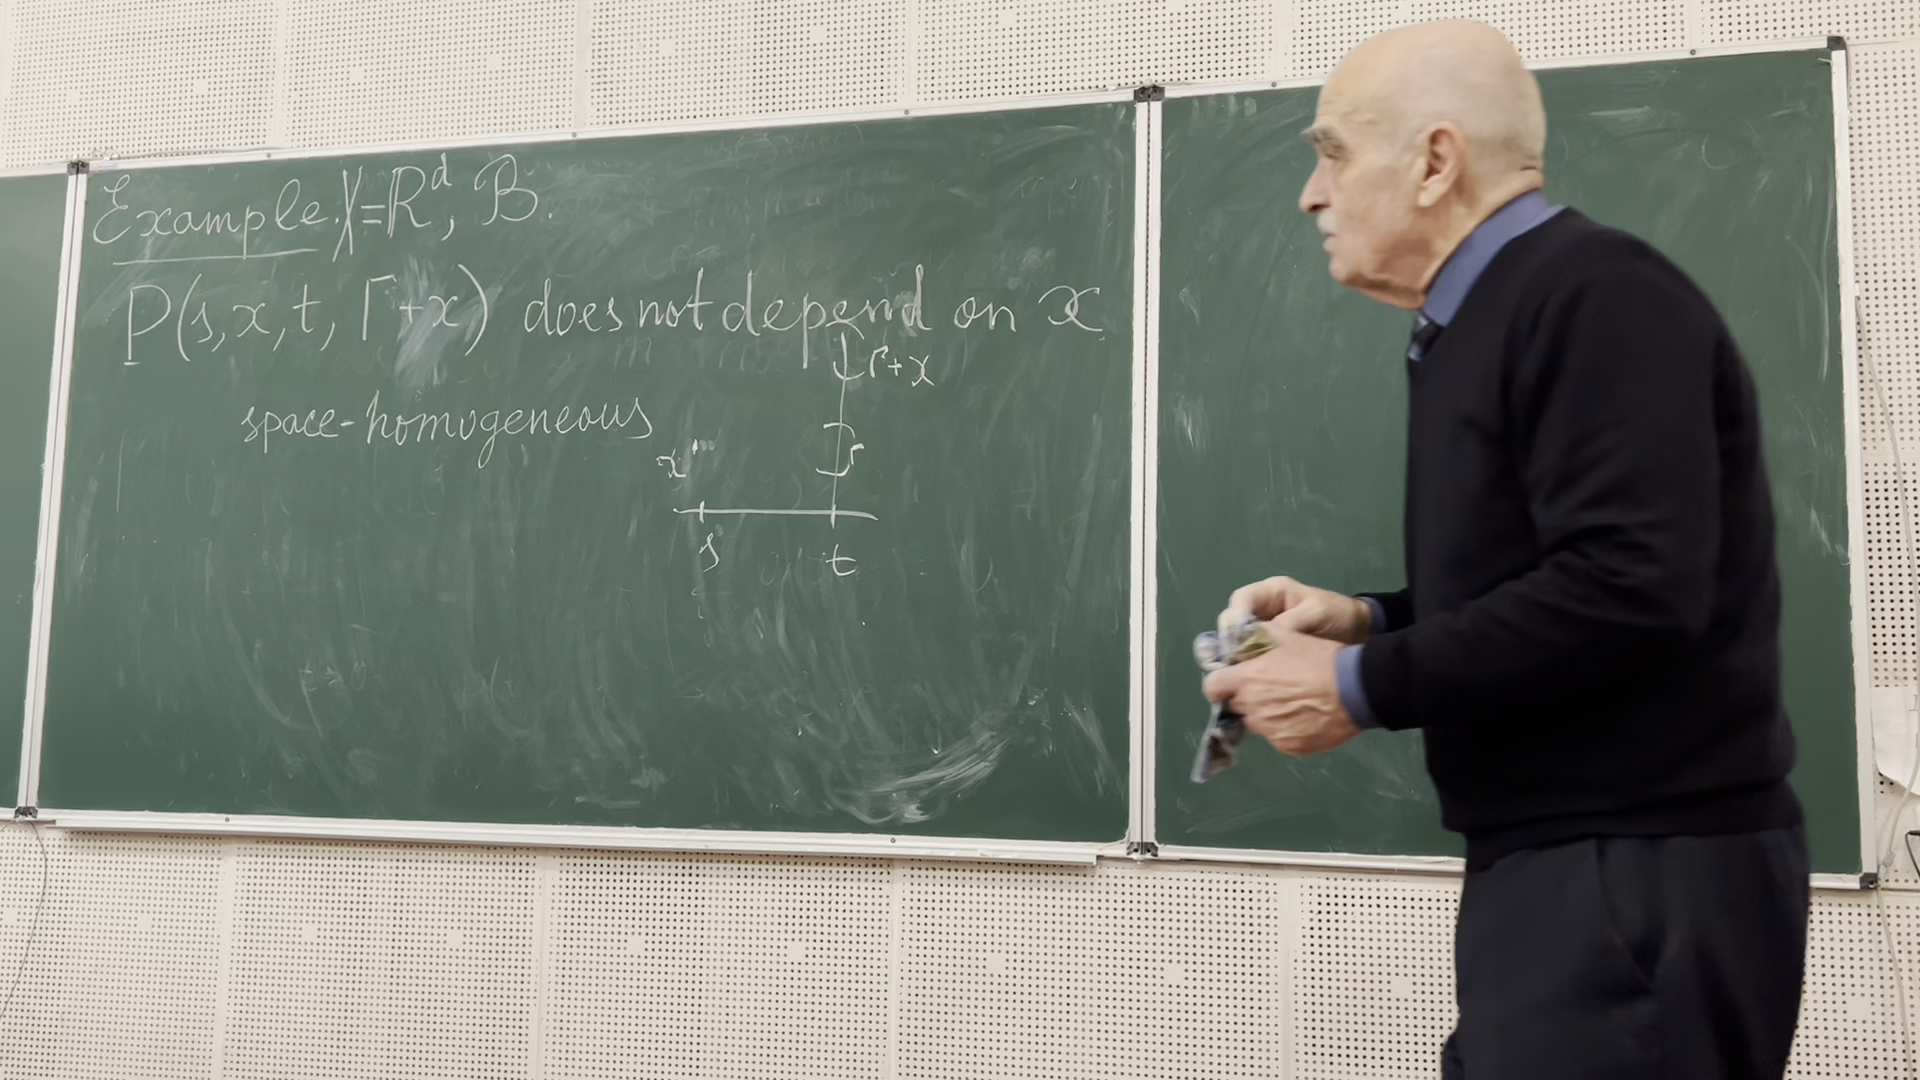 Example. X=R^d, B.
P(s,x,t, Γ+x) does not depend on x
Γ+x
space-homogeneous
x
Γ
s t